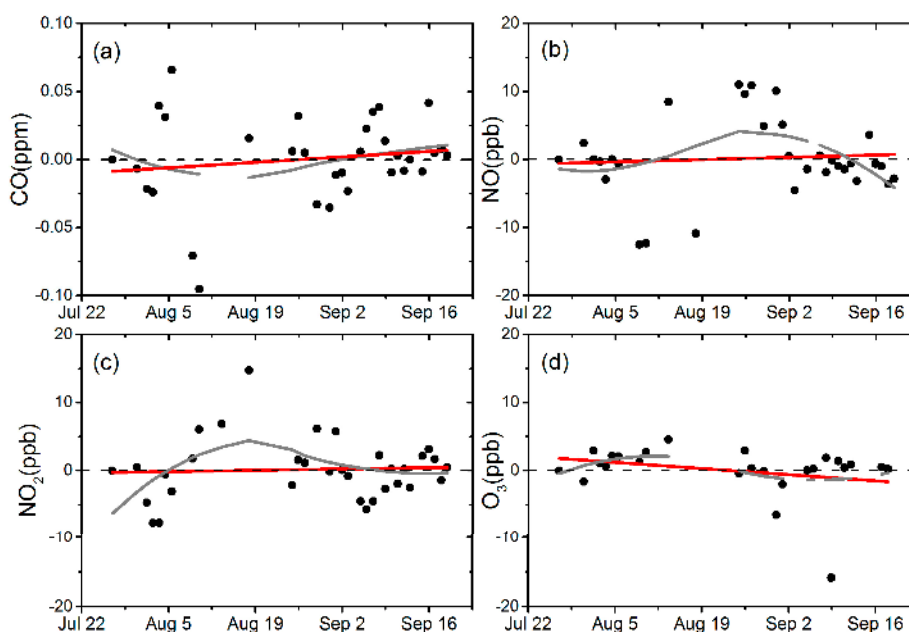 (a)
CO(ppm)
0.10
0.05
0.00
-0.05
-0.10
Jul 22 Aug 5 Aug 19 Sep 2 Sep 16
(b)
NO(ppb)
20
10
0
-10
-20
Jul 22 Aug 5 Aug 19 Sep 2 Sep 16
(c)
NO₂(ppb)
20
10
0
-10
-20
Jul 22 Aug 5 Aug 19 Sep 2 Sep 16
(d)
O₃(ppb)
20
10
0
-10
-20
Jul 22 Aug 5 Aug 19 Sep 2 Sep 16